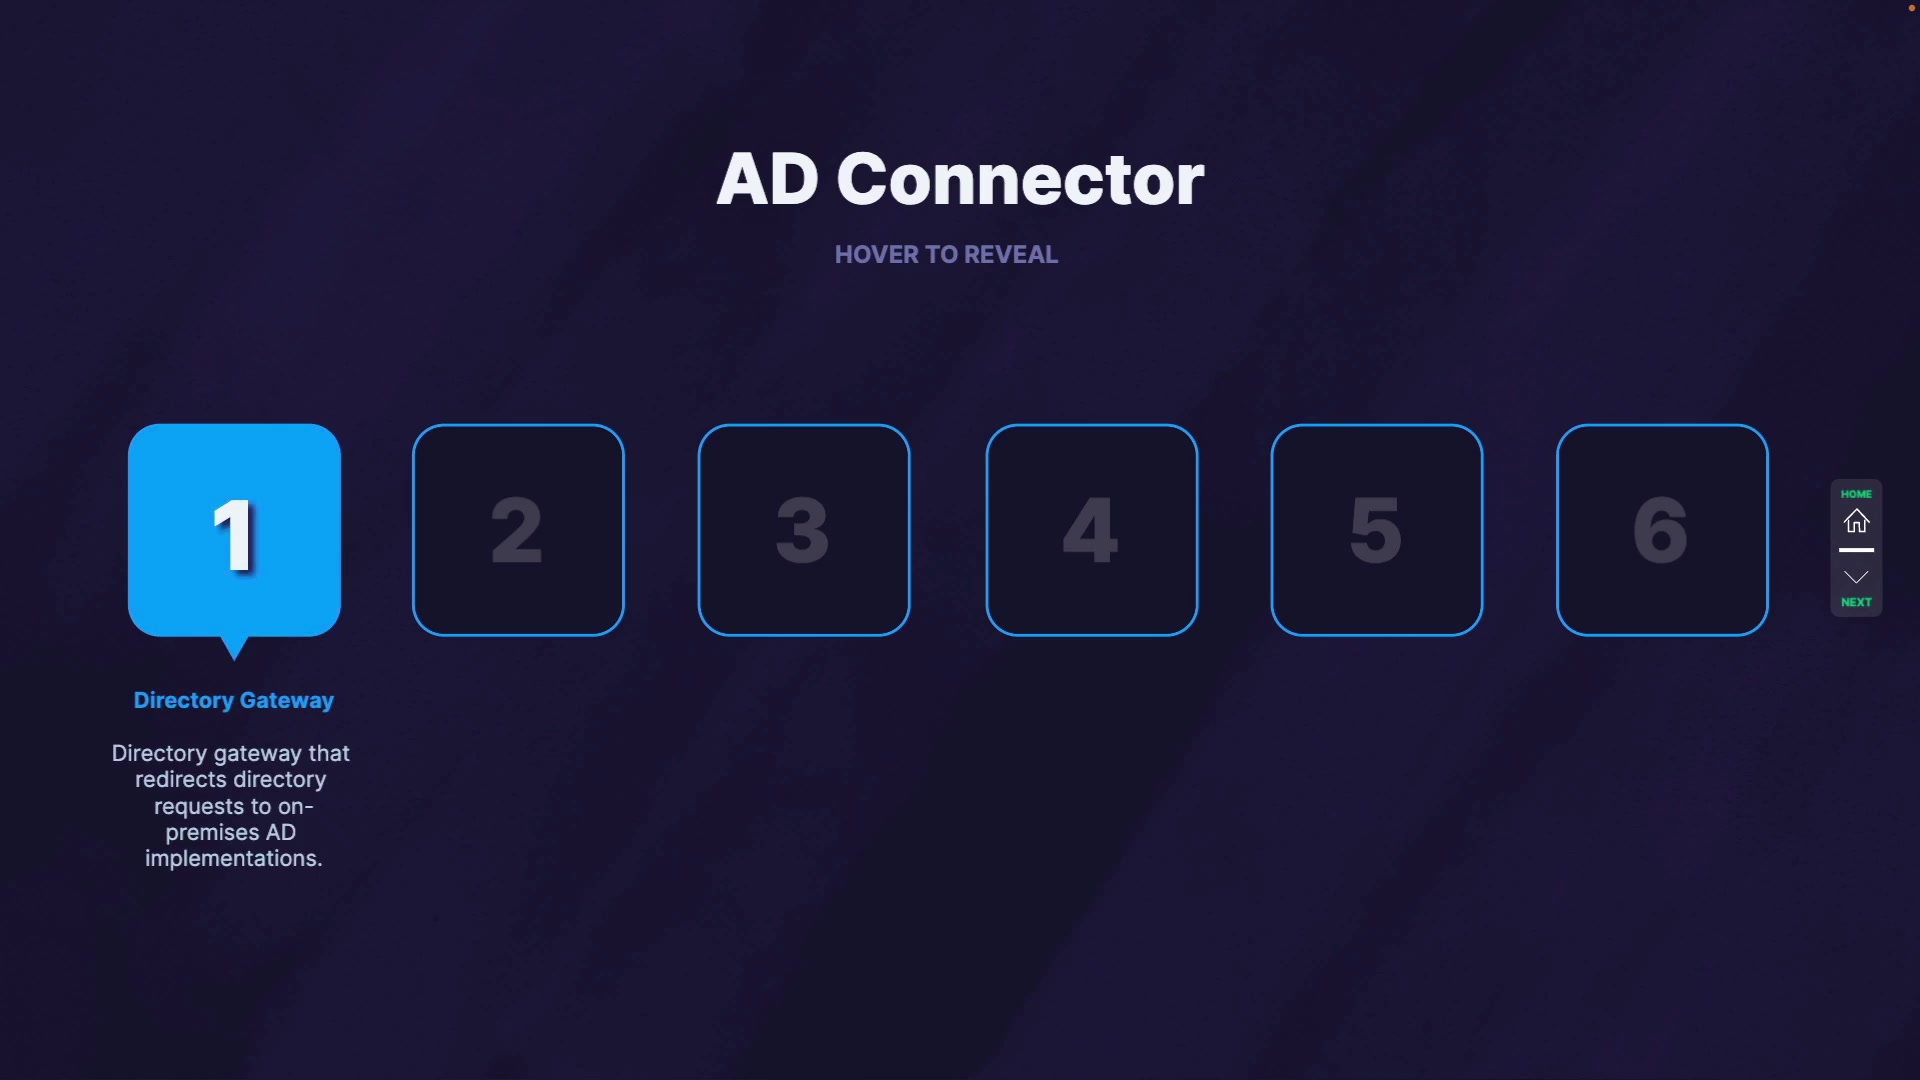 AD Connector
HOVER TO REVEAL
1
2
3
4
5
6
HOME
NEXT
Directory Gateway
Directory gateway that
redirects directory
requests to on-
premises AD
implementations.